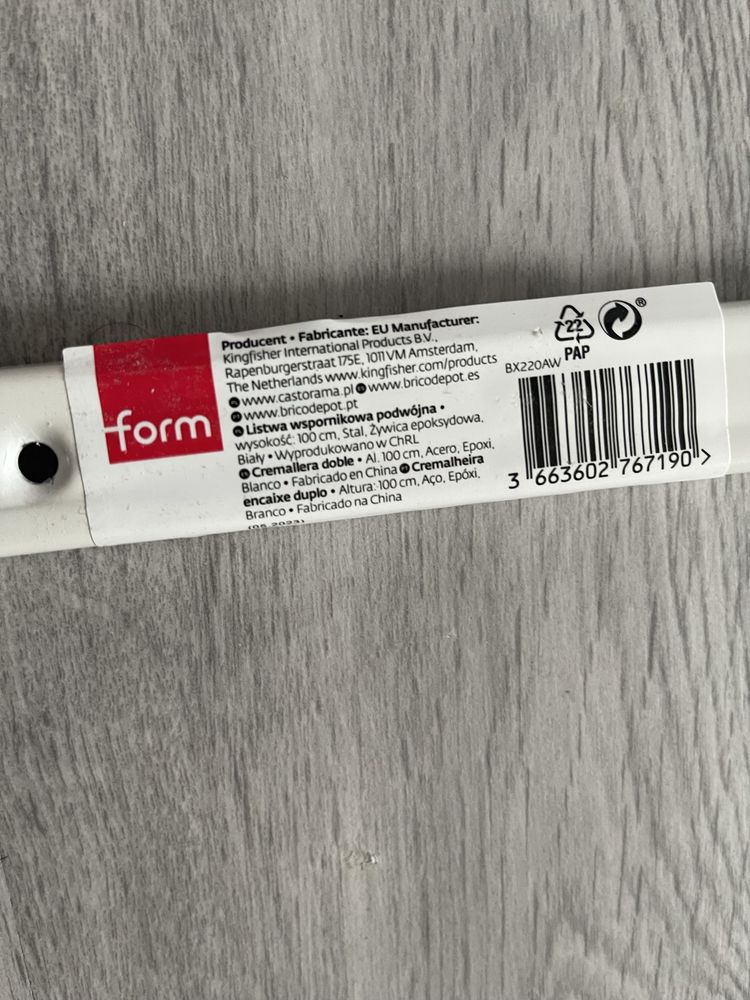 form
Producent • Fabricante: EU Manufacturer:
Kingfisher International Products B.V.,
Rapenburgerstraat 175E, 1011 VM Amsterdam,
The Netherlands www.kingfisher.com/products
www.castorama.pl www.bricodepot.es
www.bricodepot.pt
Listwa wspornikowa podwójna •
wysokość: 100 cm, Stal, Żywica epoksydowa,
Biały • Wyprodukowano w ChRL
Cremallera doble • Al. 100 cm, Acero, Epoxi,
Blanco • Fabricado en China Cremalheira
encaixe duplo • Altura: 100 cm, Aço, Epóxi,
Branco • Fabricado na China
22
PAP
®
BX220AW
3 663602 767190 >